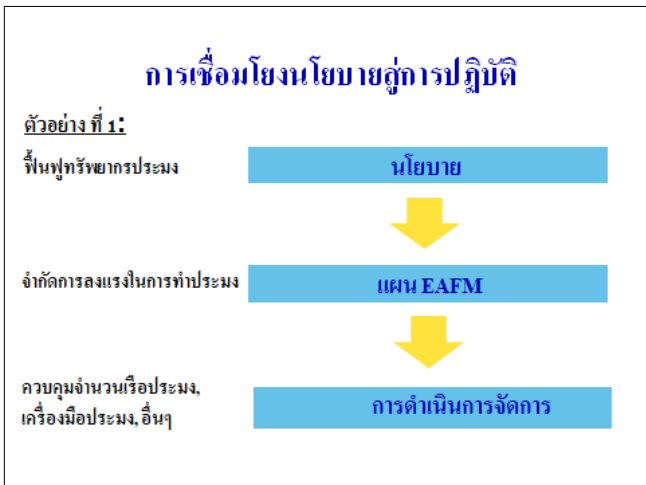 การเชื่อมโยงนโยบายสู่การปฏิบัติ
ตัวอย่าง ที่ 1:
ฟื้นฟูทรัพยากรประมง
นโยบาย
จำกัดการลงแรงในการทำประมง
แผน EAFM
ควบคุมจำนวนเรือประมง,
เครื่องมือประมง, อื่นๆ
การดำเนินการจัดการ